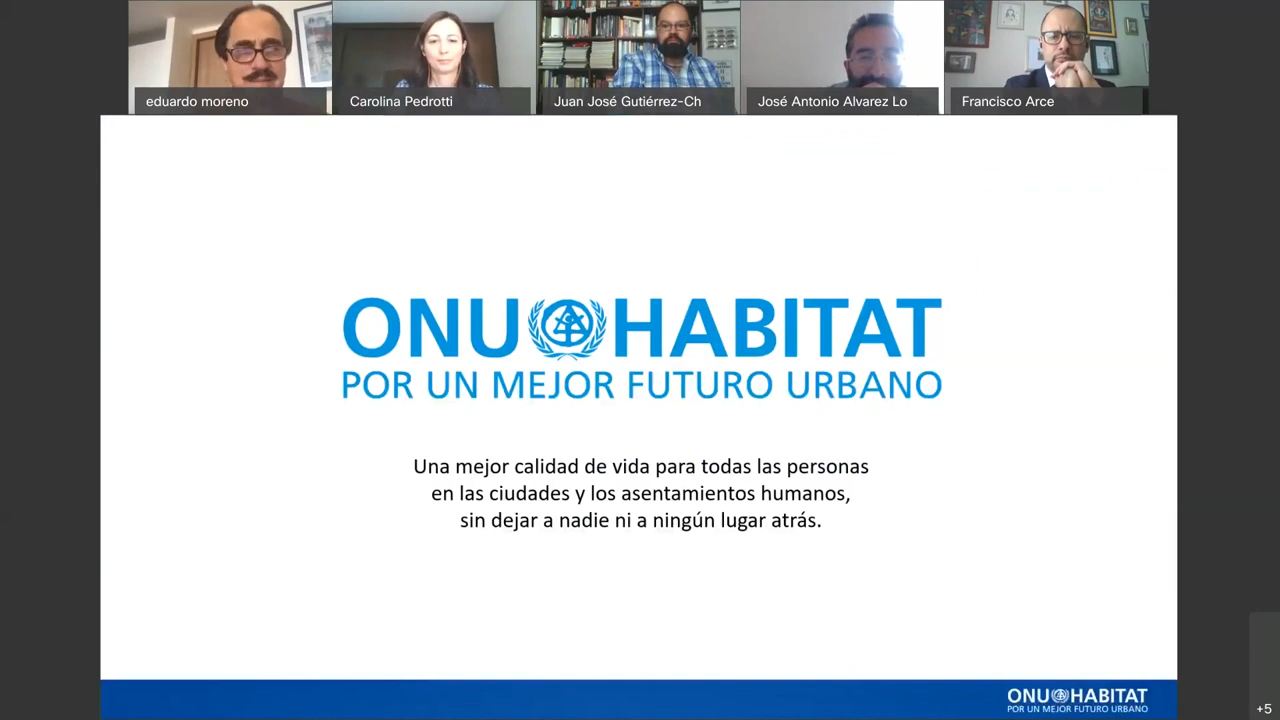 eduardo moreno
Carolina Pedrotti
Juan José Gutiérrez-Ch
José Antonio Alvarez Lo
Francisco Arce
ONU HABITAT
POR UN MEJOR FUTURO URBANO
Una mejor calidad de vida para todas las personas
en las ciudades y los asentamientos humanos,
sin dejar a nadie ni a ningún lugar atrás.
ONU HABITAT
POR UN MEJOR FUTURO URBANO
+5